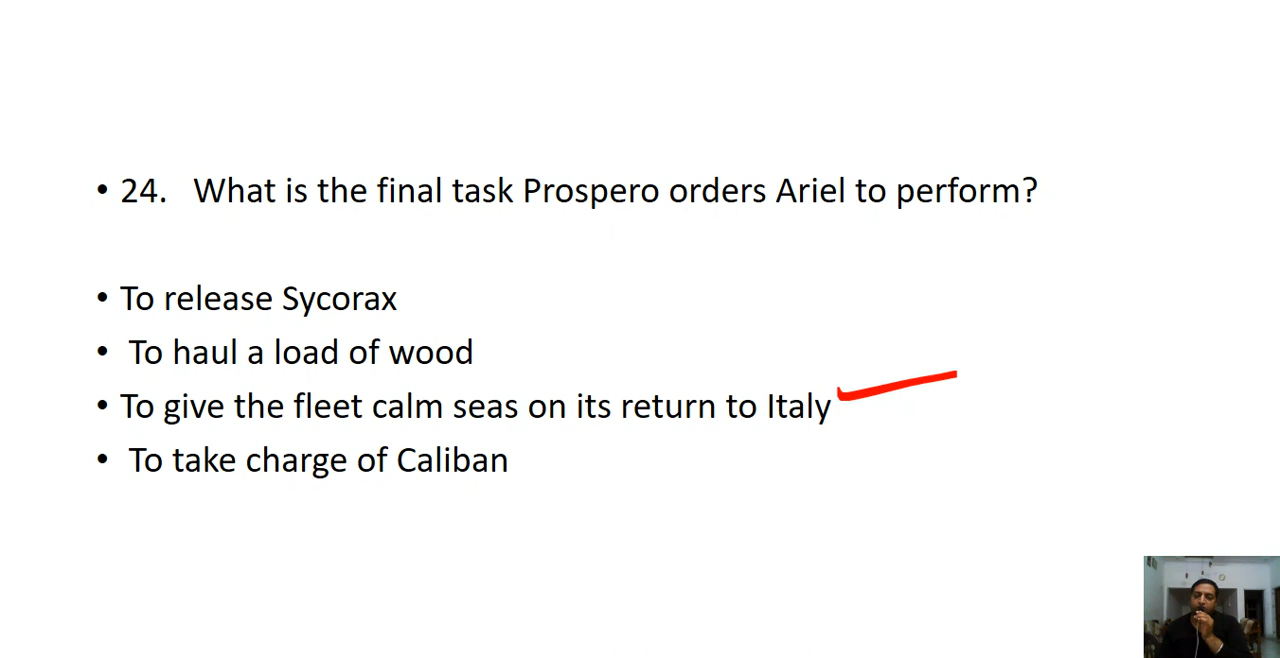 • 24. What is the final task Prospero orders Ariel to perform?
• To release Sycorax
• To haul a load of wood
• To give the fleet calm seas on its return to Italy
• To take charge of Caliban